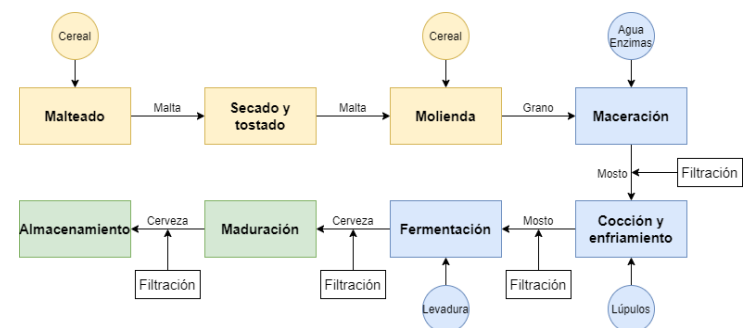 Cereal
Cereal
Agua
Enzimas
Malteado
Malta
Secado y
tostado
Malta
Molienda
Grano
Maceración
Mosto
Filtración
Almacenamiento
Cerveza
Maduración
Cerveza
Fermentación
Mosto
Cocción y
enfriamiento
Filtración
Filtración
Filtración
Levadura
Lúpulos